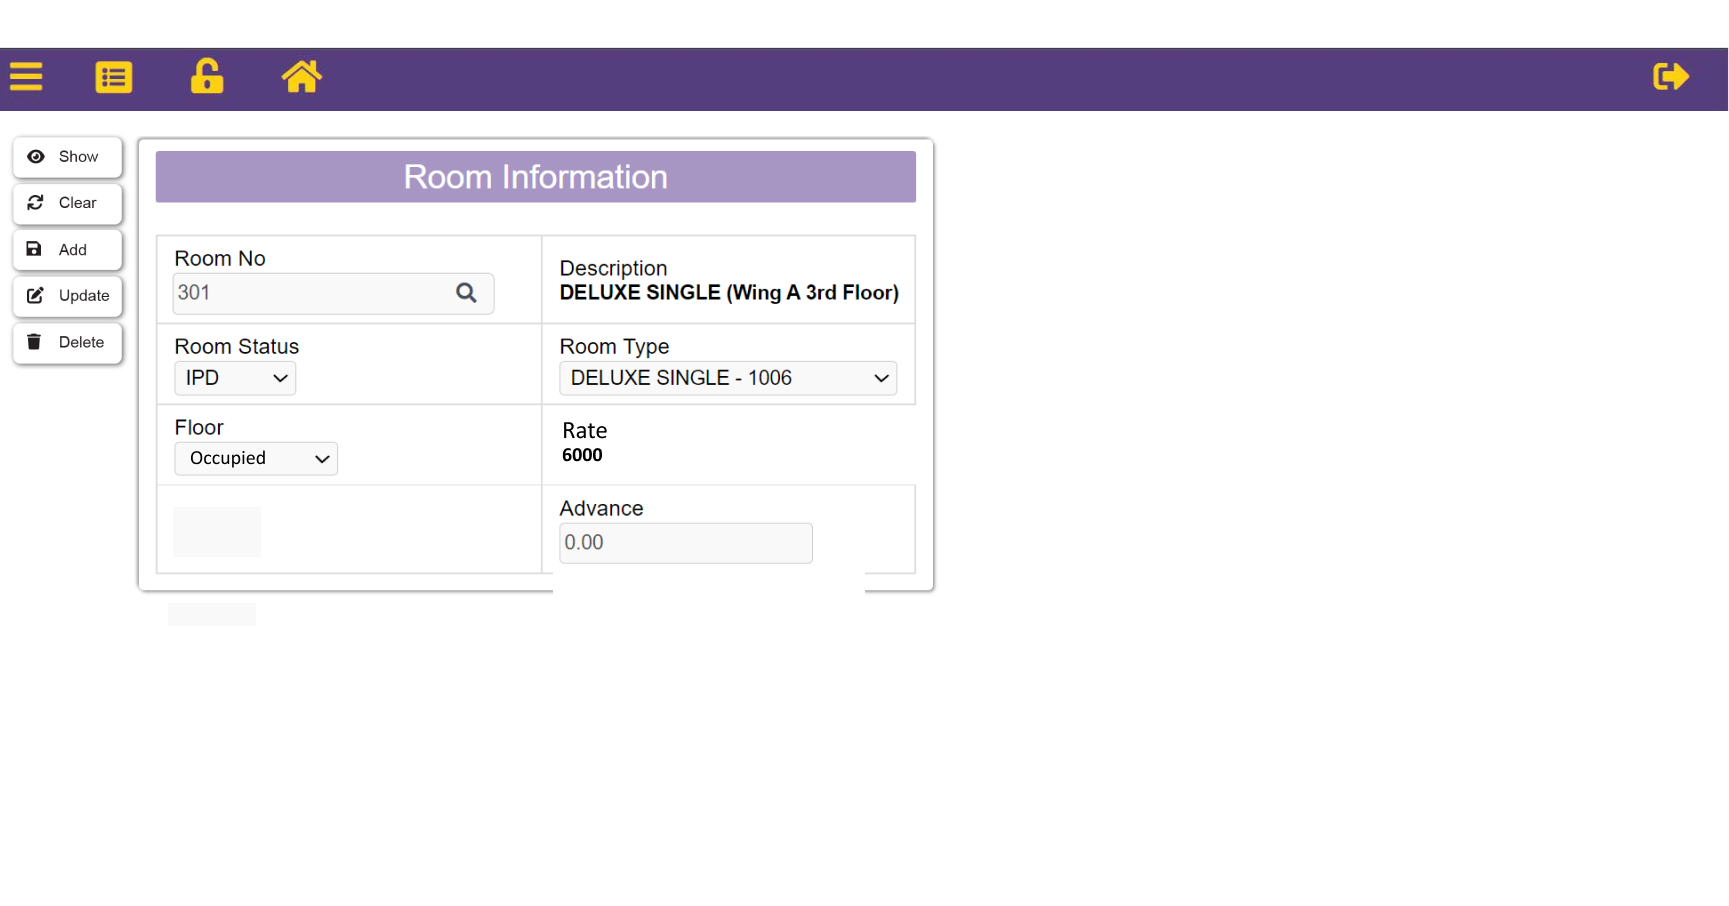 Show
Clear
Add
Update
Delete
Room Information
Room No
301
Description
DELUXE SINGLE (Wing A 3rd Floor)
Room Status
IPD
Room Type
DELUXE SINGLE - 1006
Floor
Occupied
Rate
6000
Advance
0.00